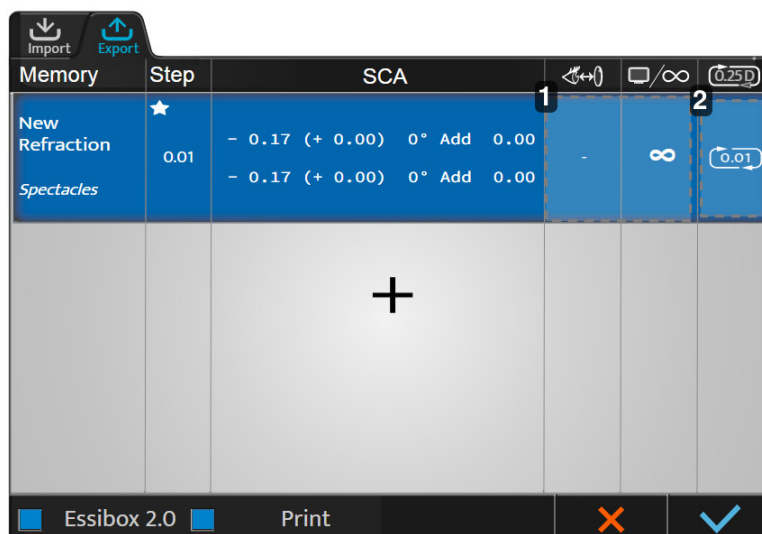 Import Export
Memory Step SCA /∞ 0.25 D
1 2
New
Refraction
Spectacles
0.01
- 0.17 (+ 0.00) 0° Add 0.00
- 0.17 (+ 0.00) 0° Add 0.00
- ∞ 0.01
Essibox 2.0 Print